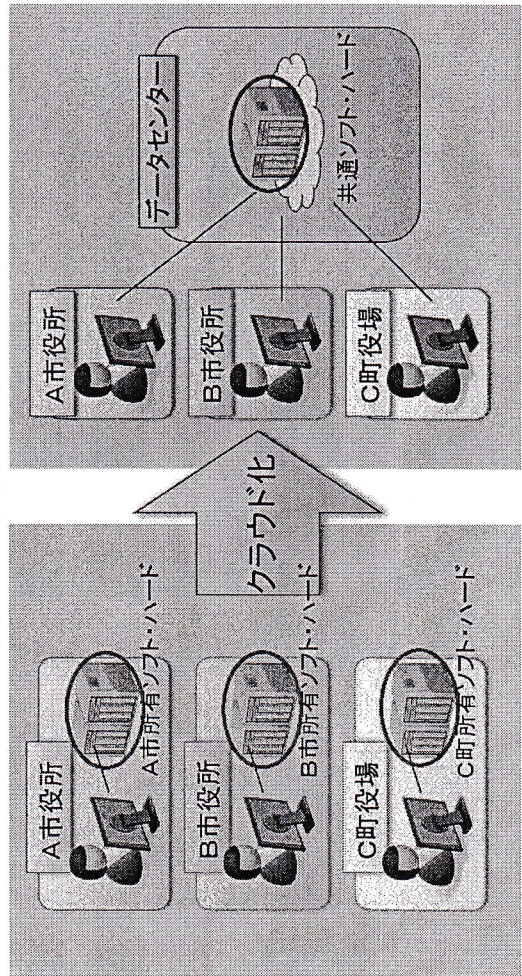 A市役所
A市所有ソフト・ハード
B市役所
B市所有ソフト・ハード
C町役場
C町所有ソフト・ハード
クラウド化
A市役所
B市役所
C町役場
データセンター
共通ソフト・ハード